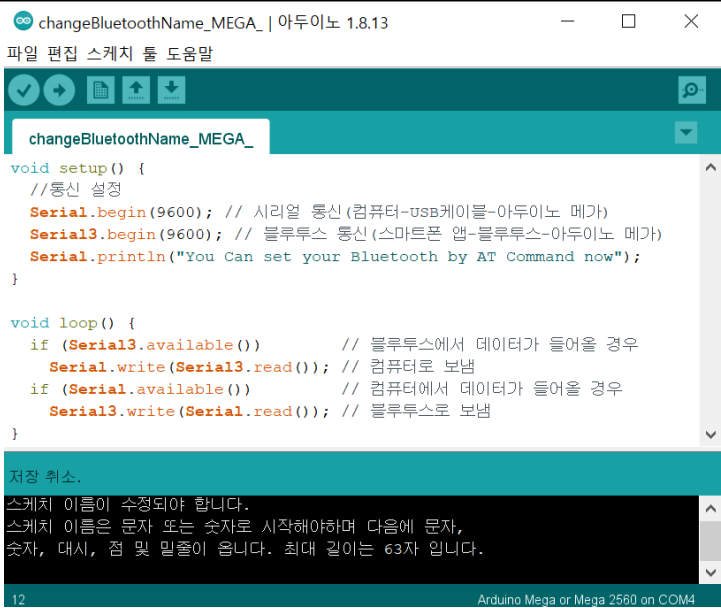 changeBluetoothName_MEGA_ | 아두이노 1.8.13
파일 편집 스케치 툴 도움말
changeBluetoothName_MEGA_
void setup() {
  //통신 설정
  Serial.begin(9600); // 시리얼 통신(컴퓨터-USB케이블-아두이노 메가)
  Serial3.begin(9600); // 블루투스 통신(스마트폰 앱-블루투스-아두이노 메가)
  Serial.println("You Can set your Bluetooth by AT Command now");
}
void loop() {
  if (Serial3.available())         // 블루투스에서 데이터가 들어올 경우
    Serial.write(Serial3.read()); // 컴퓨터로 보냄
  if (Serial.available())          // 컴퓨터에서 데이터가 들어올 경우
    Serial3.write(Serial.read()); // 블루투스로 보냄
}
저장 취소.
스케치 이름이 수정되야 합니다.
스케치 이름은 문자 또는 숫자로 시작해야하며 다음에 문자,
숫자, 대시, 점 및 밑줄이 옵니다. 최대 길이는 63자 입니다.
12 Arduino Mega or Mega 2560 on COM4